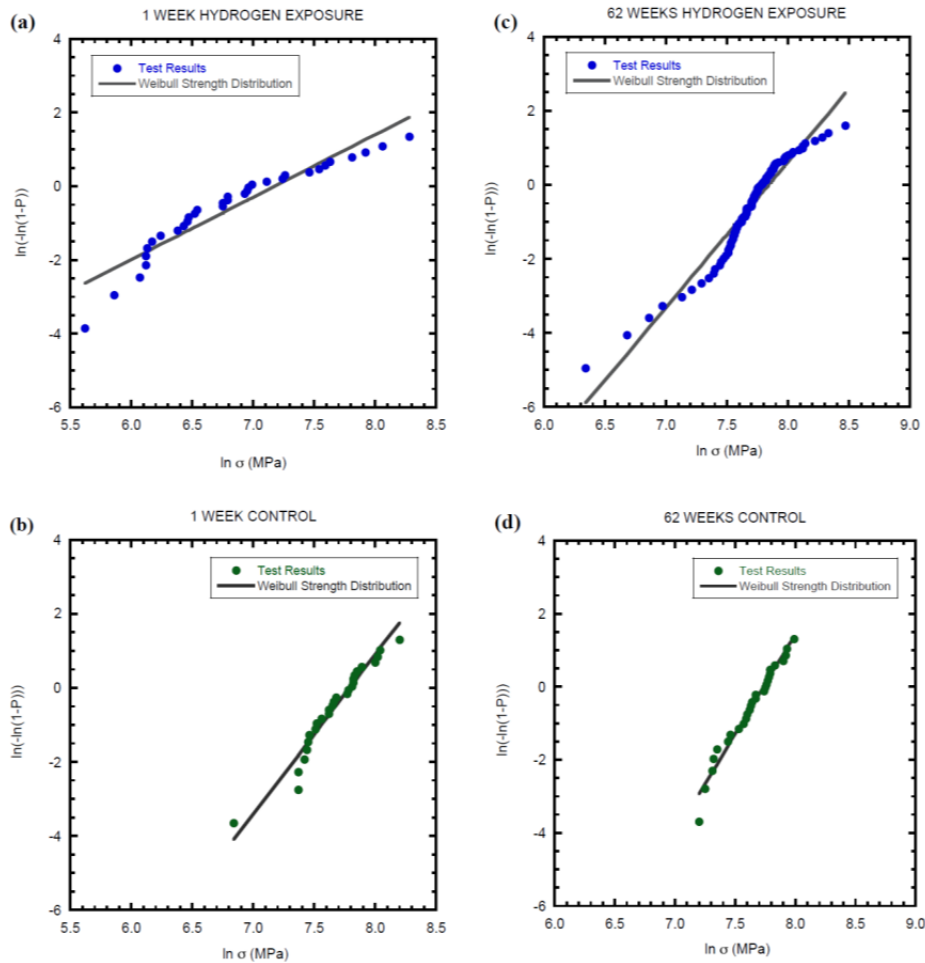 (a)
1 WEEK HYDROGEN EXPOSURE
4
2
0
-2
-4
-6
ln(-ln(1-P))
Test Results
Weibull Strength Distribution
5.5 6.0 6.5 7.0 7.5 8.0 8.5
ln σ (MPa)
(c)
62 WEEKS HYDROGEN EXPOSURE
4
2
0
-2
-4
-6
ln(-ln(1-P)))
Test Results
Weibull Strength Distribution
6.0 6.5 7.0 7.5 8.0 8.5 9.0
ln σ (MPa)
(b)
1 WEEK CONTROL
4
2
0
-2
-4
-6
ln(-ln(1-P)))
Test Results
Weibull Strength Distribution
5.5 6.0 6.5 7.0 7.5 8.0 8.5
ln σ (MPa)
(d)
62 WEEKS CONTROL
4
2
0
-2
-4
-6
ln(-ln(1-P)))
Test Results
Weibull Strength Distribution
6.0 6.5 7.0 7.5 8.0 8.5 9.0
ln σ (MPa)